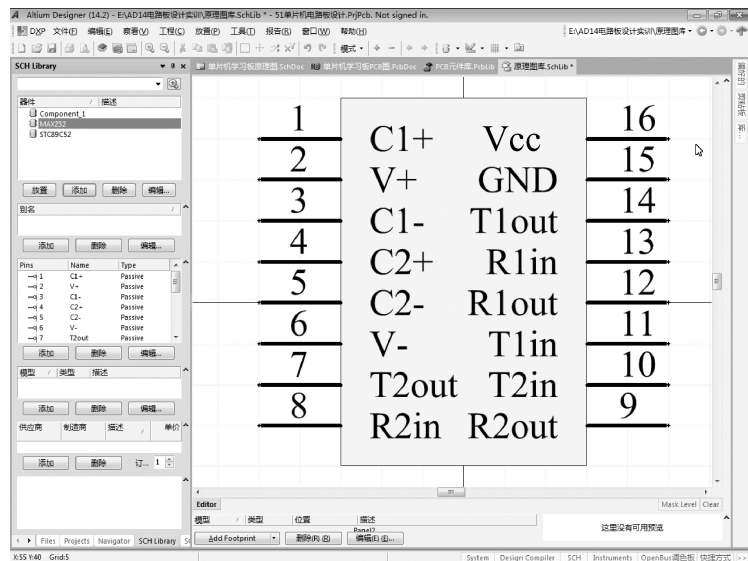 Altium Designer (14.2) - E:\AD14电路板设计实训\原理图库.SchLib * - 51单片机电路板设计.PrjPcb. Not signed in.
DXP 文件(F) 编辑(E) 察看(V) 工程(C) 放置(P) 工具(T) 报告(R) 窗口(W) 帮助(H) E:\AD14电路板设计实训\原理图库
模式
SCH Library 单片机学习板原理图.SchDoc 单片机学习板PCB图.PcbDoc PCB元件库.PcbLib 原理图库.SchLib *
器件 / 描述
Component_1
MAX232
STC89C52
放置 添加 删除 编辑...
别名 /
添加 删除 编辑...
Pins Name Type
1 C1+ Passive
2 V+ Passive
3 C1- Passive
4 C2+ Passive
5 C2- Passive
6 V- Passive
7 T2out Passive
添加 删除 编辑...
模型 / 类型 描述
添加 删除 编辑...
供应商 制造商 描述 / 单价
添加 删除 订... 1
1 C1+ Vcc 16
2 V+ GND 15
3 C1- T1out 14
4 C2+ R1in 13
5 C2- R1out 12
6 V- T1in 11
7 T2out T2in 10
8 R2in R2out 9
Editor Mask Level Clear
模型 / 类型 位置 描述
Panel2
Add Footprint 删除(R) (R) 编辑(E) (E)...
这里没有可用预览
Files Projects Navigator SCH Library SC
X:55 Y:40 Grid:5 System Design Compiler SCH Instruments OpenBus调色板 快捷方式 >>